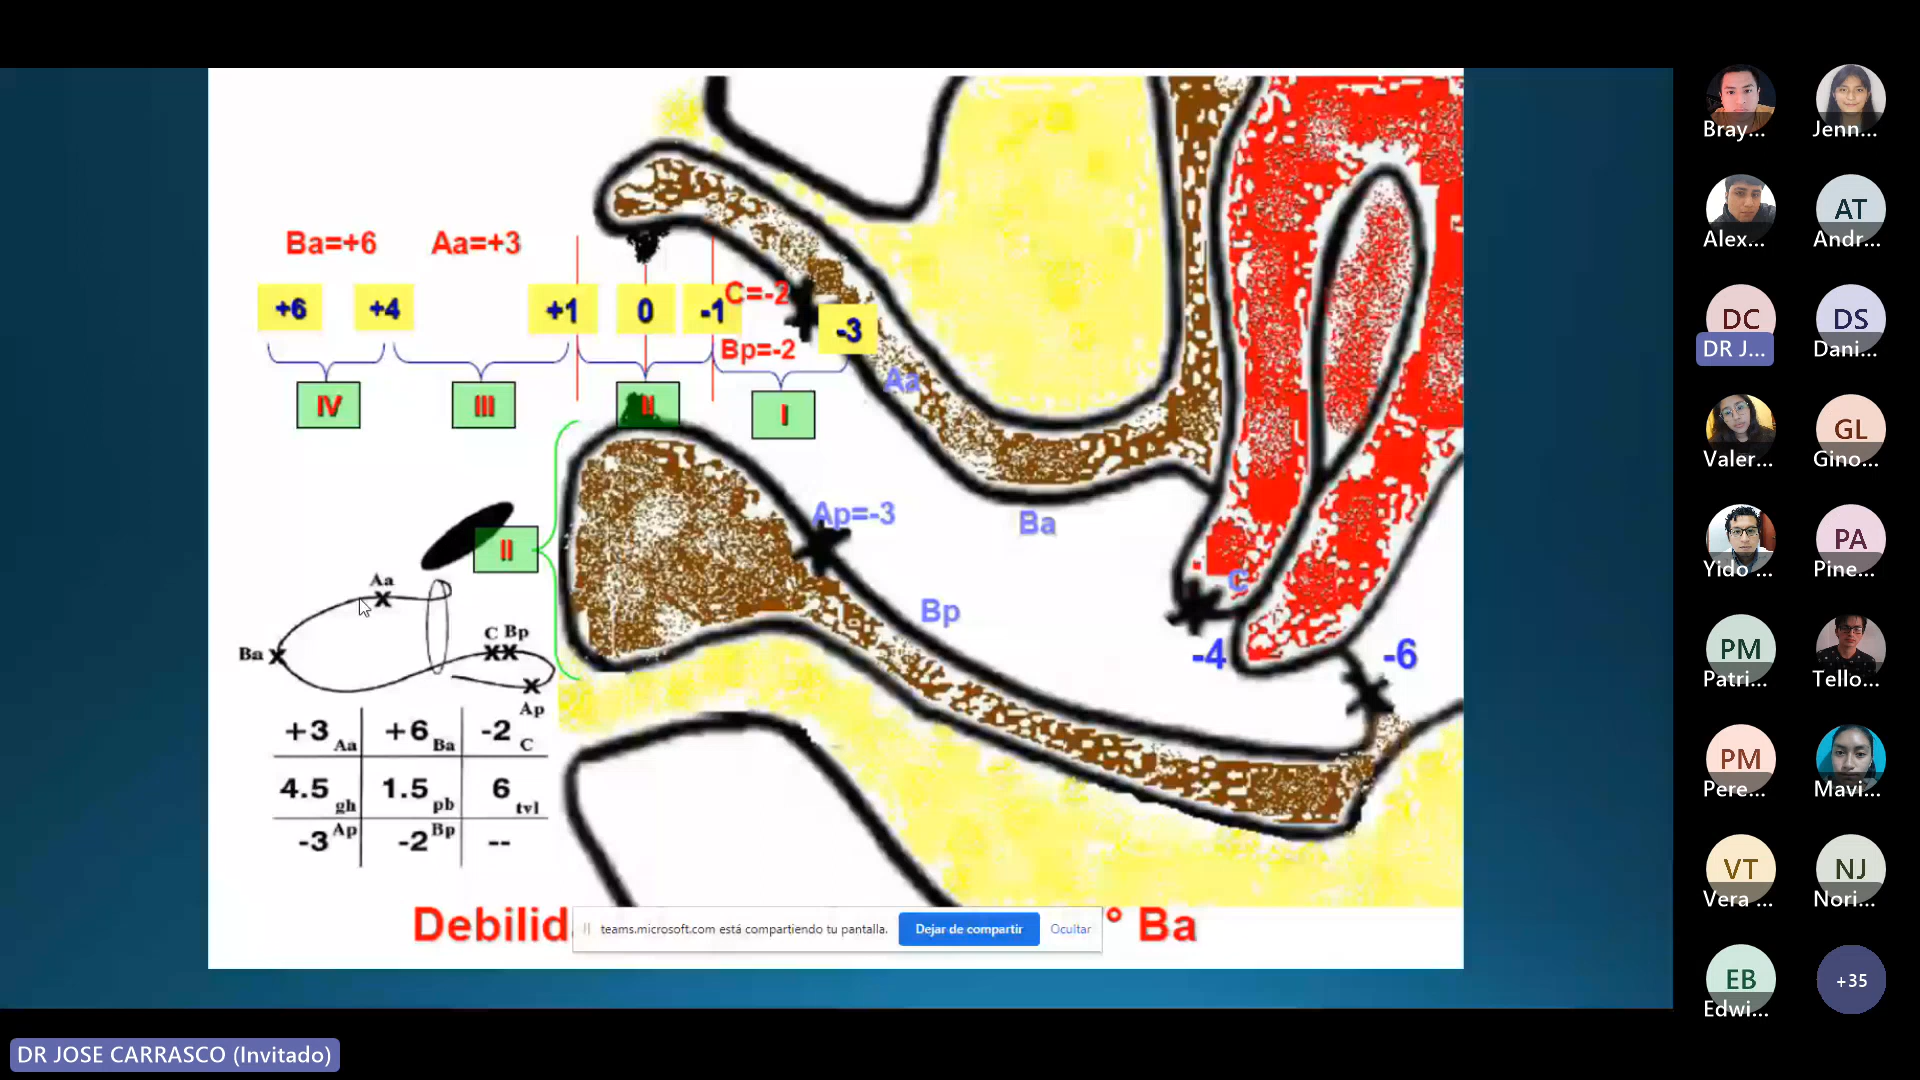 Ba=+6 Aa=+3
+6 +4 +1 0 -1 C=-2 -3
Bp=-2
IV III II I
Aa
Ap=-3
Ba
II
Bp
C
-4 -6
Aa
Ba
C Bp
Ap
+3 Aa +6 Ba -2 C
4.5 gh 1.5 pb 6 tvl
-3 Ap -2 Bp --
Debilid ° Ba
teams.microsoft.com está compartiendo tu pantalla. Dejar de compartir Ocultar
DR JOSE CARRASCO (Invitado)
Bray... Jenn...
AT
Alex... Andr...
DC DS
DR J... Dani...
GL
Valer... Gino...
PA
Yido ... Pine...
PM
Patri... Tello...
PM
Pere... Mavi...
VT NJ
Vera ... Nori...
EB +35
Edwi...